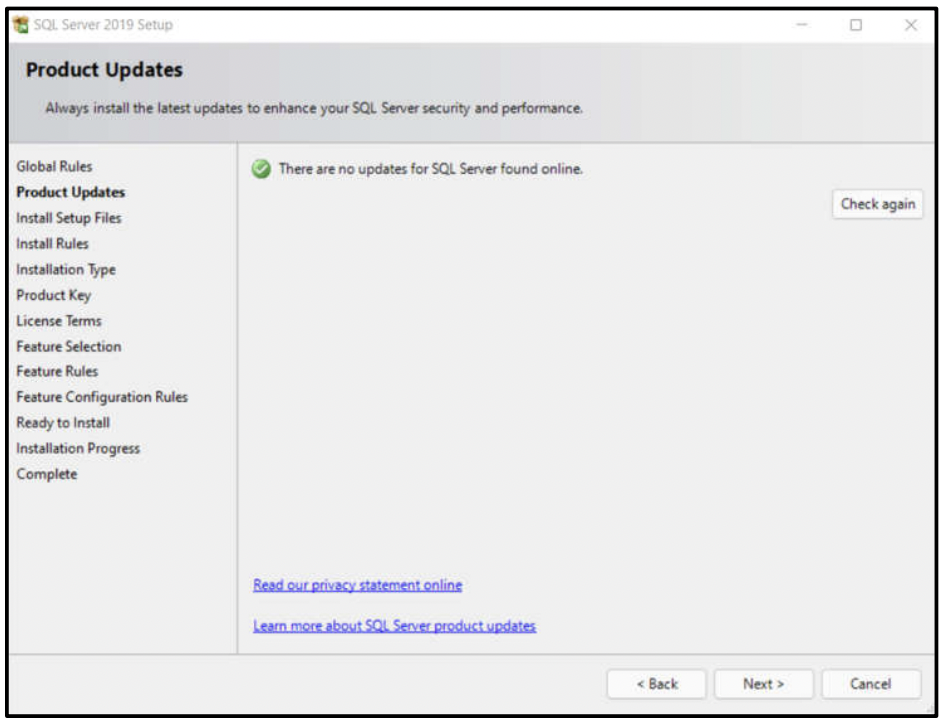 SQL Server 2019 Setup
Product Updates
Always install the latest updates to enhance your SQL Server security and performance.
Global Rules
Product Updates
Install Setup Files
Install Rules
Installation Type
Product Key
License Terms
Feature Selection
Feature Rules
Feature Configuration Rules
Ready to Install
Installation Progress
Complete
There are no updates for SQL Server found online.
Check again
Read our privacy statement online
Learn more about SQL Server product updates
< Back
Next >
Cancel